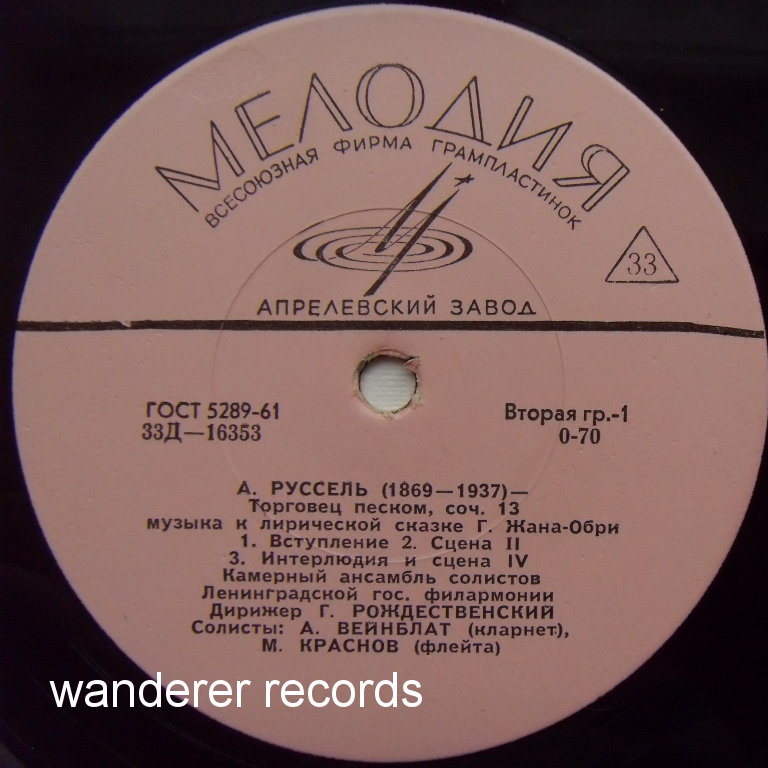 МЕЛОДИЯ
ВСЕСОЮЗНАЯ ФИРМА ГРАМПЛАСТИНОК
33
АПРЕЛЕВСКИЙ ЗАВОД
ГОСТ 5289-61
33Д—16353
Вторая гр.-1
0-70
А. РУССЕЛЬ (1869—1937)—
Торговец песком, соч. 13
музыка к лирической сказке Г. Жана-Обри
1. Вступление 2. Сцена II
3. Интерлюдия и сцена IV
Камерный ансамбль солистов
Ленинградской гос. филармонии
Дирижер Г. РОЖДЕСТВЕНСКИЙ
Солисты: А. ВЕЙНБЛАТ (кларнет),
М. КРАСНОВ (флейта)
wanderer records